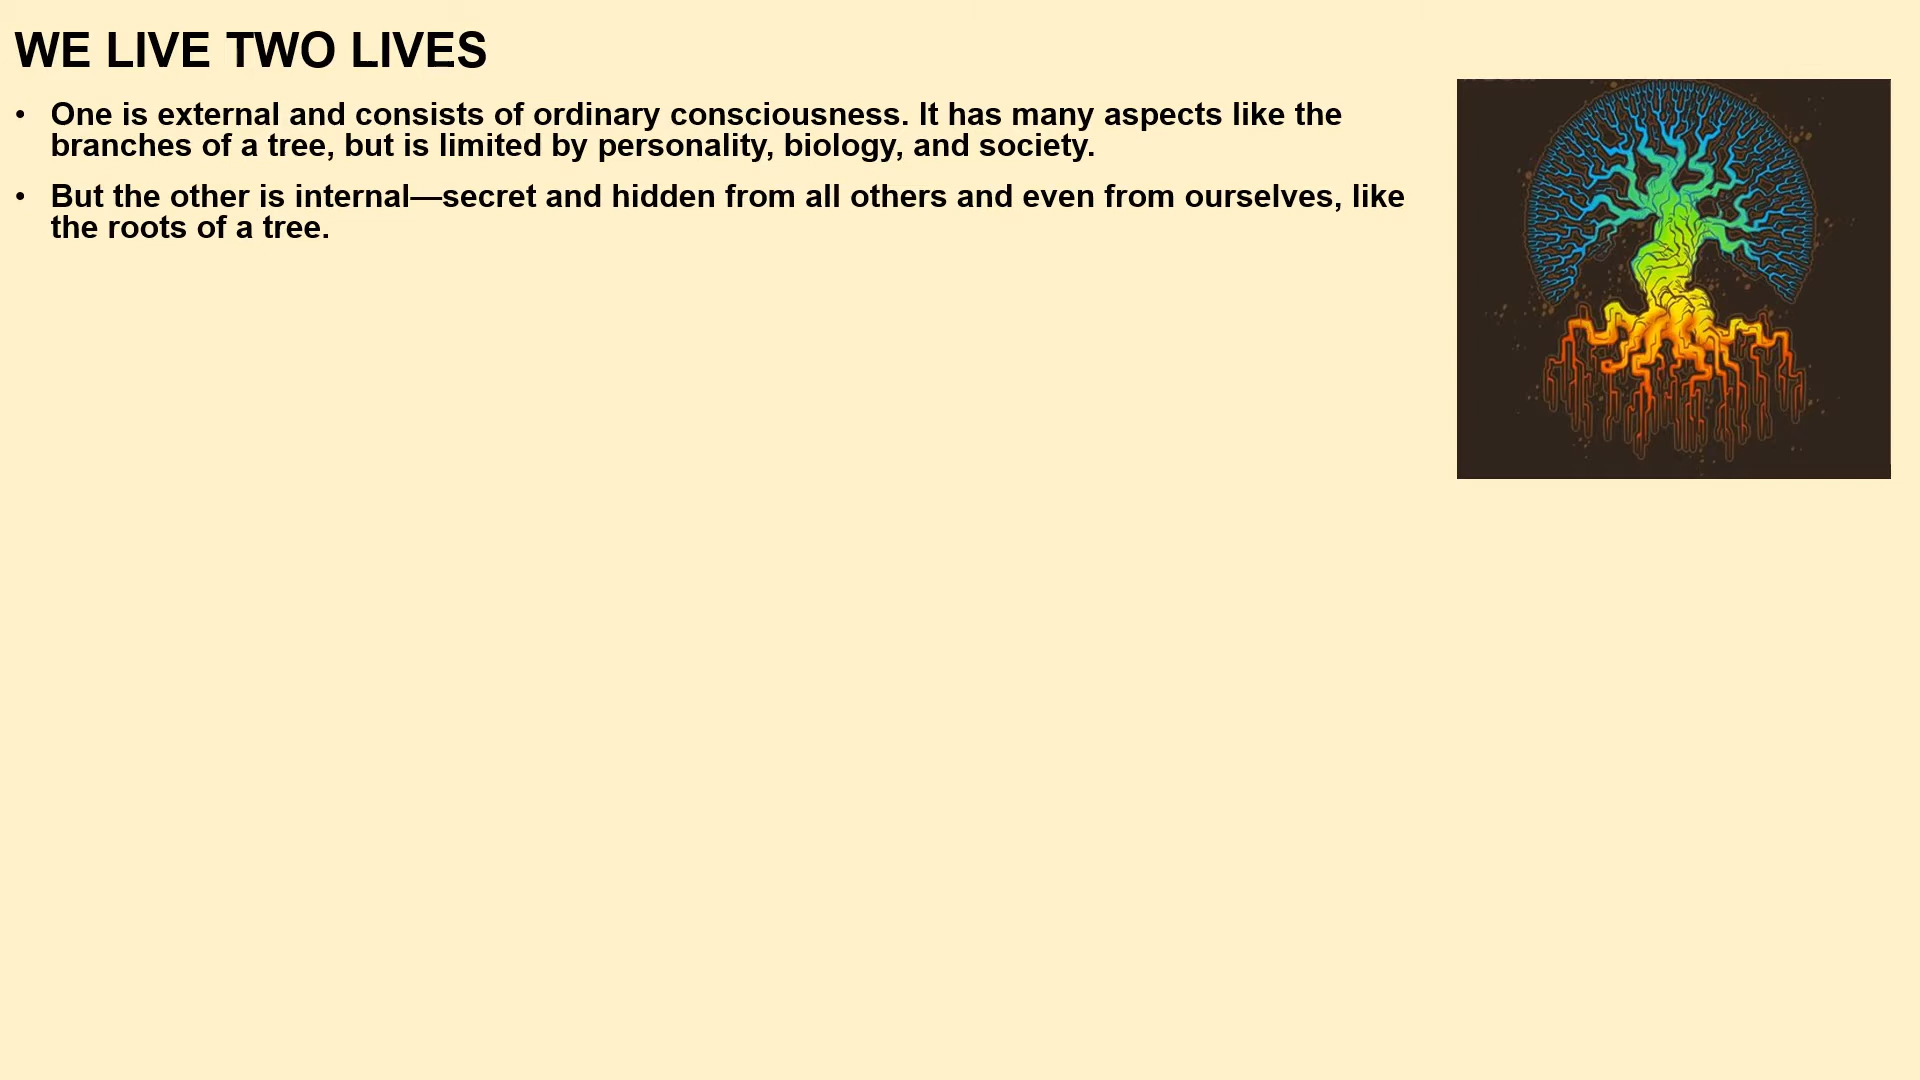 WE LIVE TWO LIVES
• One is external and consists of ordinary consciousness. It has many aspects like the
branches of a tree, but is limited by personality, biology, and society.
• But the other is internal—secret and hidden from all others and even from ourselves, like
the roots of a tree.